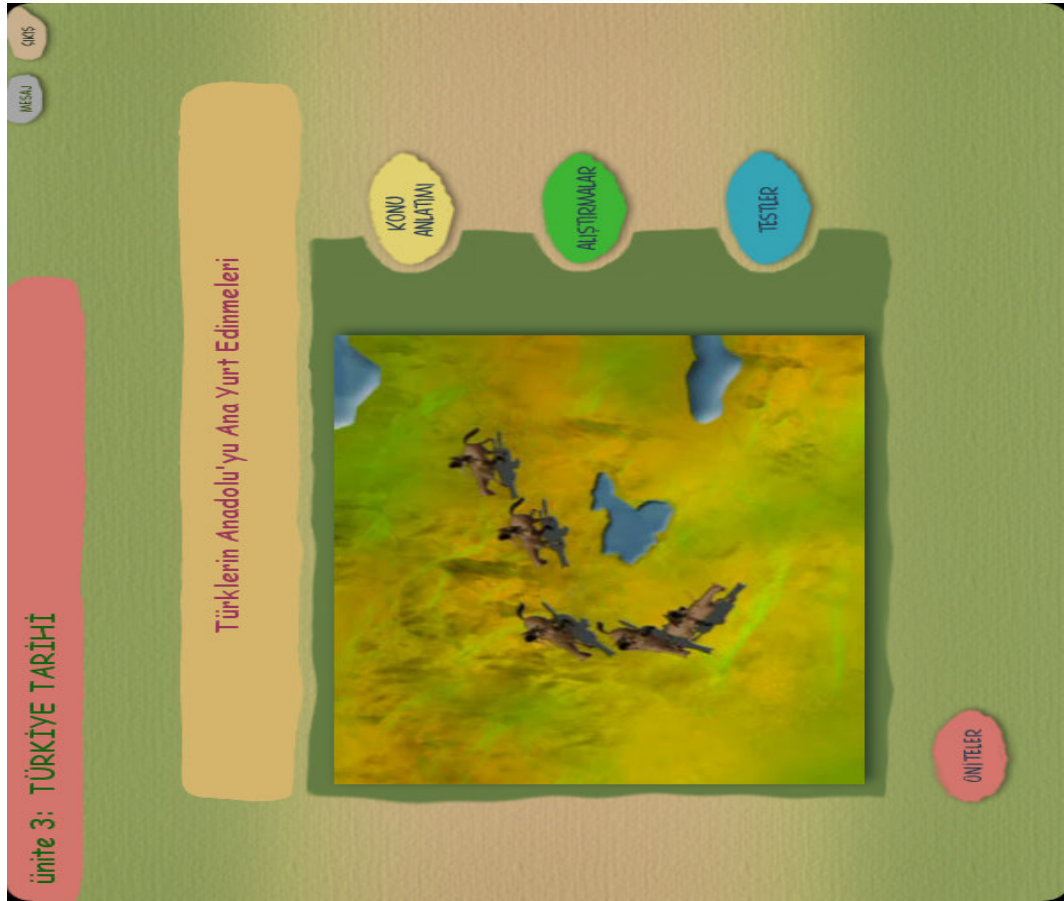 ünite 3: TÜRKİYE TARİHİ
MESAJ
ÇIKIŞ
Türklerin Anadolu'yu Ana Yurt Edinmeleri
KONU
ANLATIMI
ALIŞTIRMALAR
TESTLER
ÜNİTELER